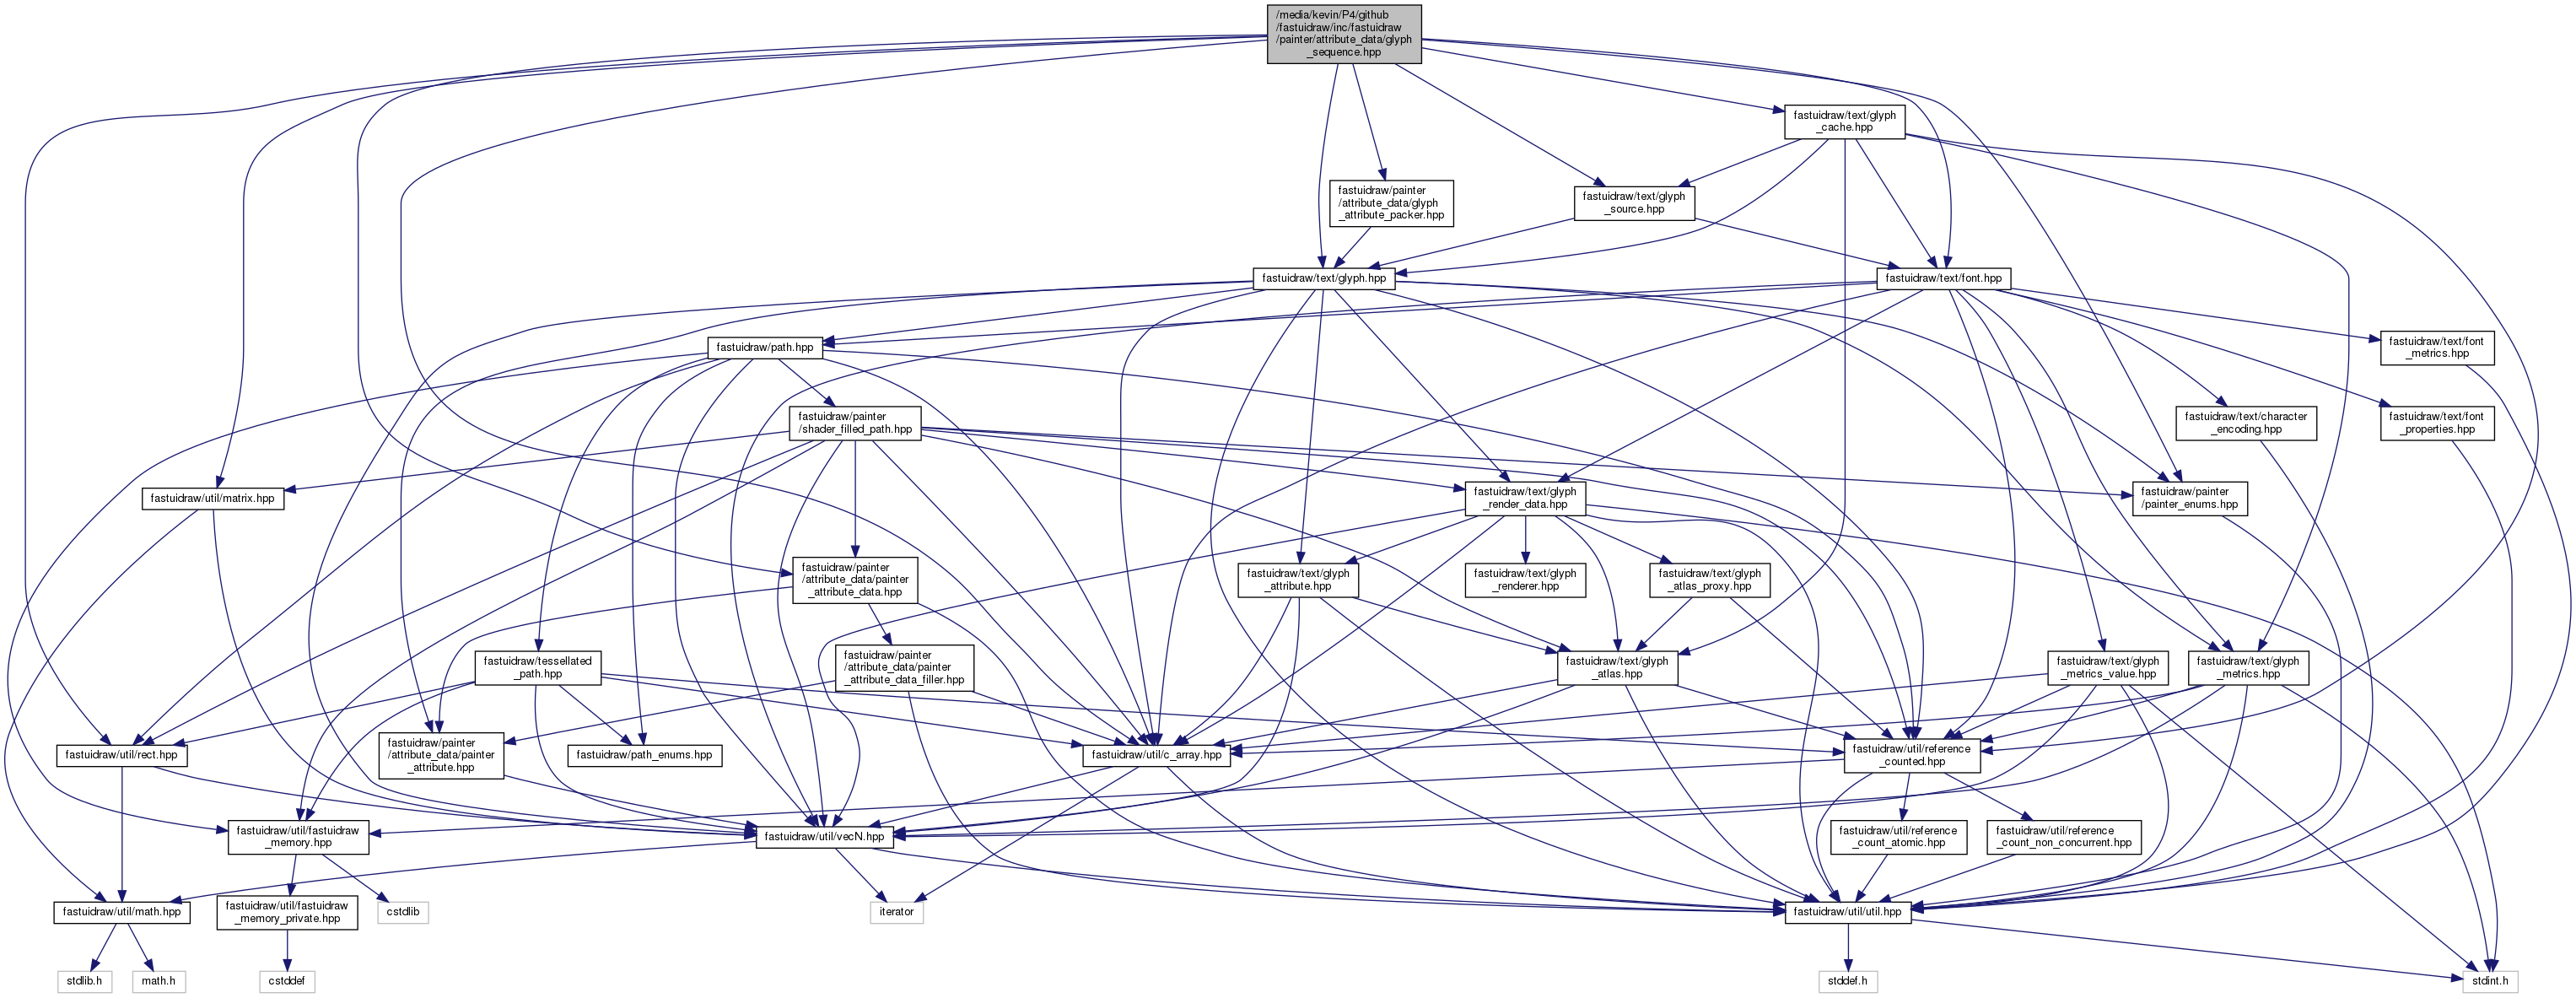 /media/kevin/P4/github
/fastuidraw/inc/fastuidraw
/painter/attribute_data/glyph
_sequence.hpp
fastuidraw/text/glyph
_cache.hpp
fastuidraw/painter
/attribute_data/glyph
_attribute_packer.hpp
fastuidraw/text/glyph
_source.hpp
fastuidraw/text/glyph.hpp
fastuidraw/text/font.hpp
fastuidraw/path.hpp
fastuidraw/text/font
_metrics.hpp
fastuidraw/painter
/shader_filled_path.hpp
fastuidraw/text/character
_encoding.hpp
fastuidraw/text/font
_properties.hpp
fastuidraw/util/matrix.hpp
fastuidraw/text/glyph
_render_data.hpp
fastuidraw/painter
/painter_enums.hpp
fastuidraw/painter
/attribute_data/painter
_attribute_data.hpp
fastuidraw/text/glyph
_attribute.hpp
fastuidraw/text/glyph
_renderer.hpp
fastuidraw/text/glyph
_atlas_proxy.hpp
fastuidraw/tessellated
_path.hpp
fastuidraw/painter
/attribute_data/painter
_attribute_data_filler.hpp
fastuidraw/text/glyph
_atlas.hpp
fastuidraw/text/glyph
_metrics_value.hpp
fastuidraw/text/glyph
_metrics.hpp
fastuidraw/util/rect.hpp
fastuidraw/painter
/attribute_data/painter
_attribute.hpp
fastuidraw/path_enums.hpp
fastuidraw/util/c_array.hpp
fastuidraw/util/reference
_counted.hpp
fastuidraw/util/fastuidraw
_memory.hpp
fastuidraw/util/vecN.hpp
fastuidraw/util/reference
_count_atomic.hpp
fastuidraw/util/reference
_count_non_concurrent.hpp
fastuidraw/util/math.hpp
fastuidraw/util/fastuidraw
_memory_private.hpp
cstdlib
iterator
fastuidraw/util/util.hpp
stdlib.h
math.h
cstddef
stddef.h
stdint.h